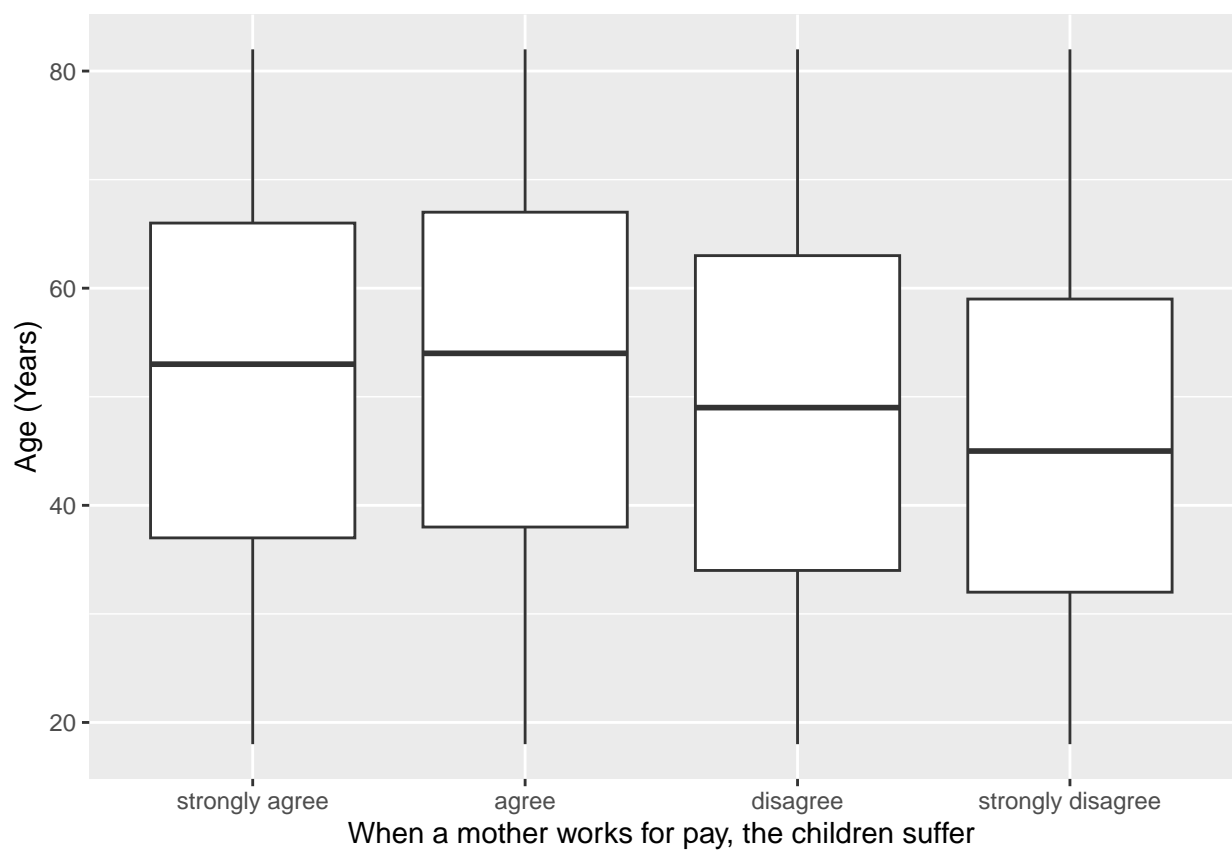 80
60
40
20
Age (Years)
strongly agree
agree
disagree
strongly disagree
When a mother works for pay, the children suffer